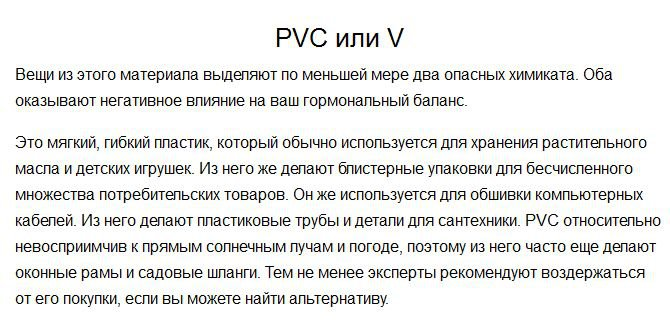 PVC или V
Вещи из этого материала выделяют по меньшей мере два опасных химиката. Оба
оказывают негативное влияние на ваш гормональный баланс.
Это мягкий, гибкий пластик, который обычно используется для хранения растительного
масла и детских игрушек. Из него же делают блистерные упаковки для бесчисленного
множества потребительских товаров. Он же используется для обшивки компьютерных
кабелей. Из него делают пластиковые трубы и детали для сантехники. PVC относительно
невосприимчив к прямым солнечным лучам и погоде, поэтому из него часто еще делают
оконные рамы и садовые шланги. Тем не менее эксперты рекомендуют воздержаться
от его покупки, если вы можете найти альтернативу.